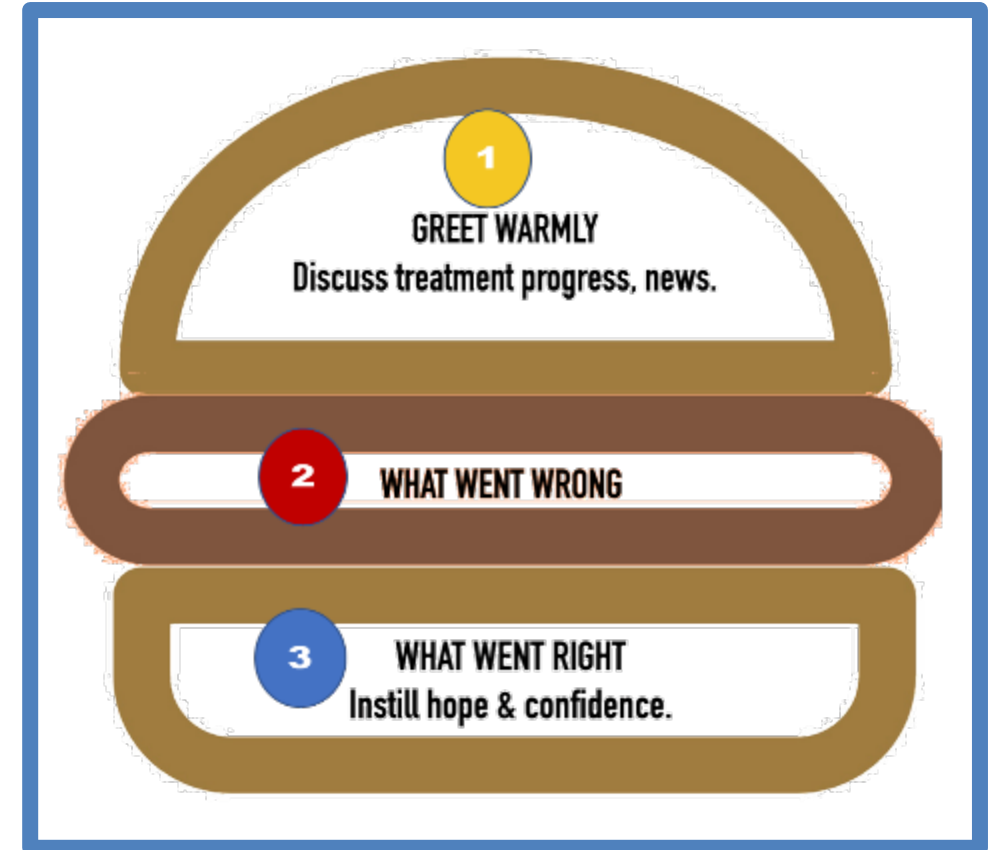 1
GREET WARMLY
Discuss treatment progress, news.
2 WHAT WENT WRONG
3 WHAT WENT RIGHT
Instill hope & confidence.